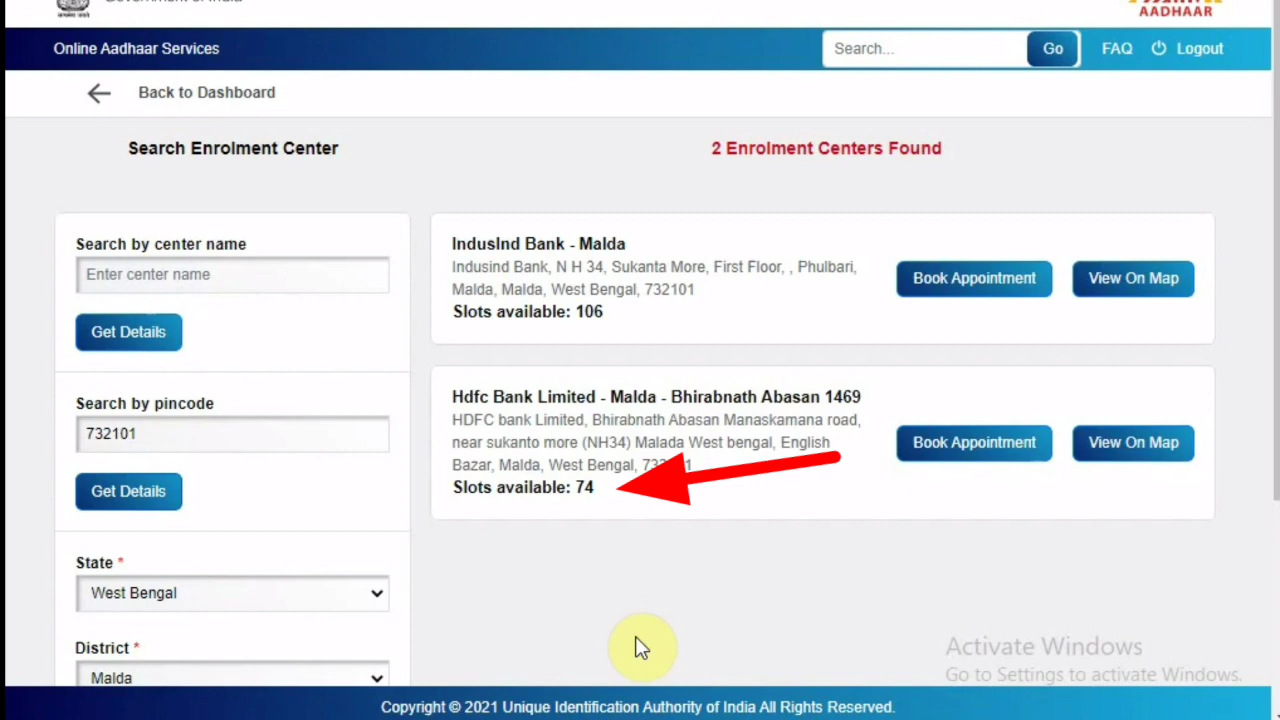 Government of India
AADHAAR
Online Aadhaar Services
Search...
Go
FAQ
Logout
Back to Dashboard
Search Enrolment Center
2 Enrolment Centers Found
Search by center name
Enter center name
Get Details
Search by pincode
732101
Get Details
State *
West Bengal
District *
Malda
IndusInd Bank - Malda
Indusind Bank, N H 34, Sukanta More, First Floor, , Phulbari,
Malda, Malda, West Bengal, 732101
Slots available: 106
Book Appointment
View On Map
Hdfc Bank Limited - Malda - Bhirabnath Abasan 1469
HDFC bank Limited, Bhirabnath Abasan Manaskamana road,
near sukanto more (NH34) Malada West bengal, English
Bazar, Malda, West Bengal,
Slots available: 74
Book Appointment
View On Map
Activate Windows
Go to Settings to activate Windows.
Copyright © 2021 Unique Identification Authority of India All Rights Reserved.